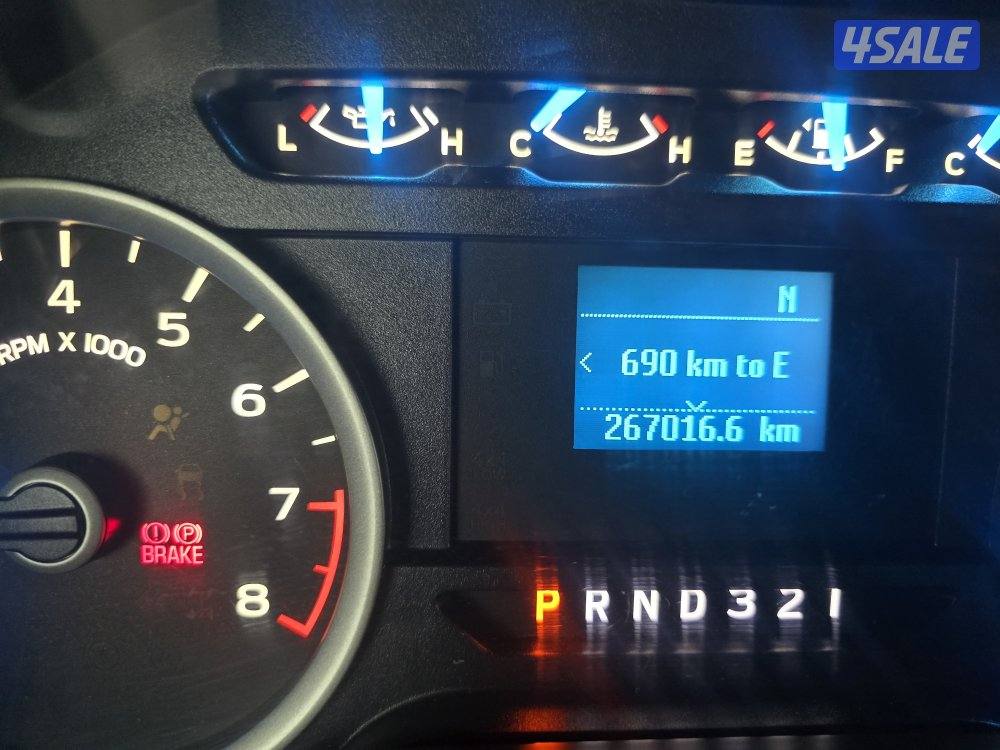 4SALE
L H C H E F C
N
< 690 km to E
267016.6 km
4
5
RPM X 1000
6
7
8
BRAKE
P R N D 3 2 1